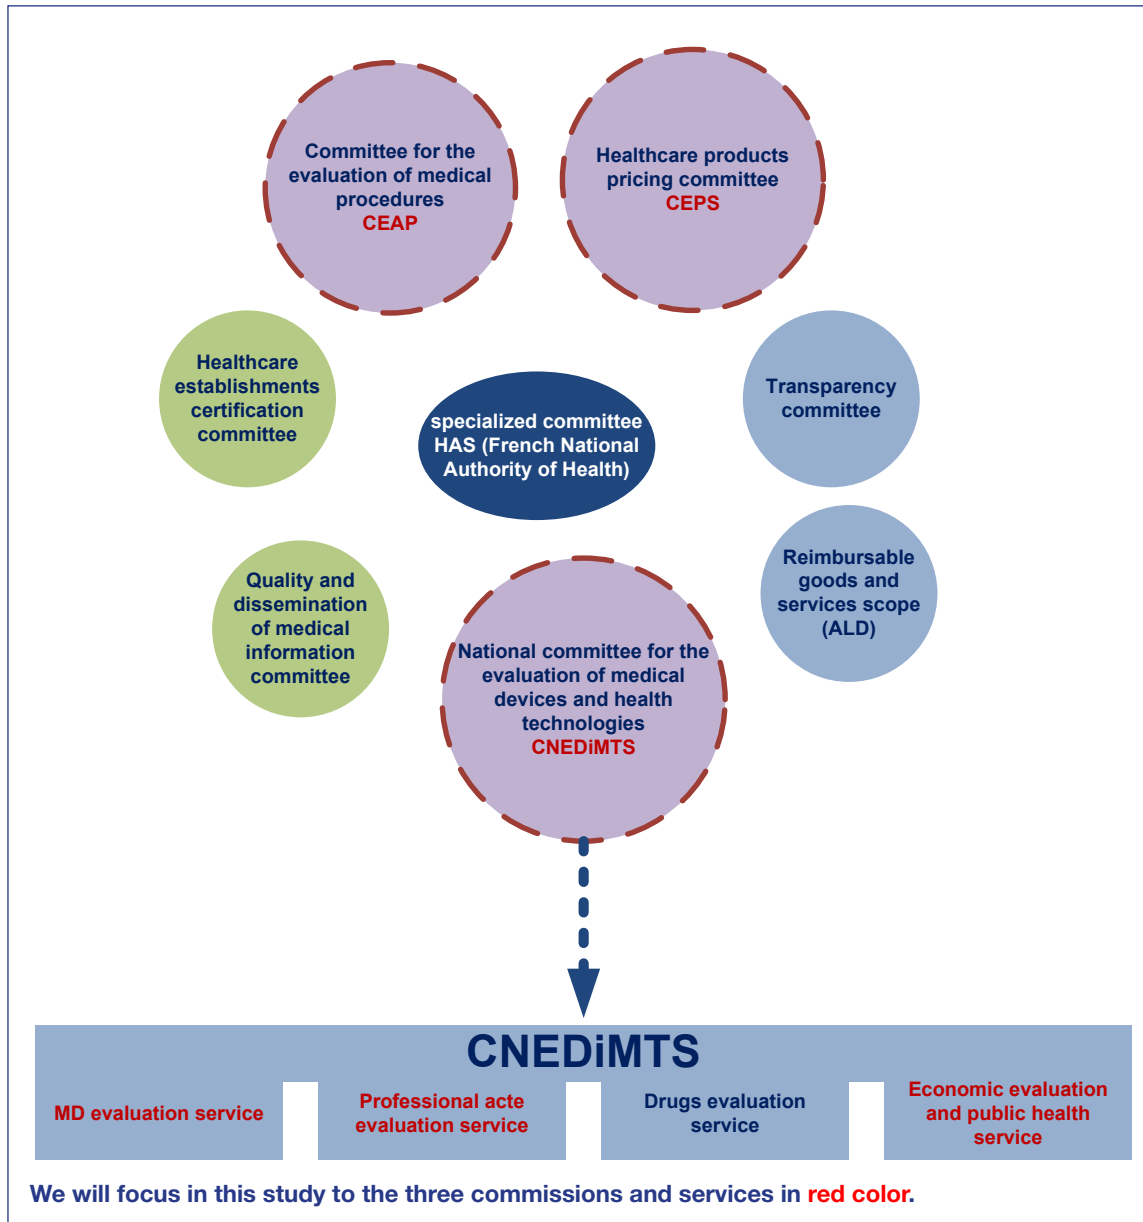 Committee for the
evaluation of medical
procedures
CEAP
Healthcare products
pricing committee
CEPS
Healthcare
establishments
certification
committee
specialized committee
HAS (French National
Authority of Health)
Transparency
committee
Quality and
dissemination
of medical
information
committee
Reimbursable
goods and
services scope
(ALD)
National committee for the
evaluation of medical
devices and health
technologies
CNEDiMTS
CNEDiMTS
MD evaluation service
Professional acte
evaluation service
Drugs evaluation
service
Economic evaluation
and public health
service
We will focus in this study to the three commissions and services in red color.